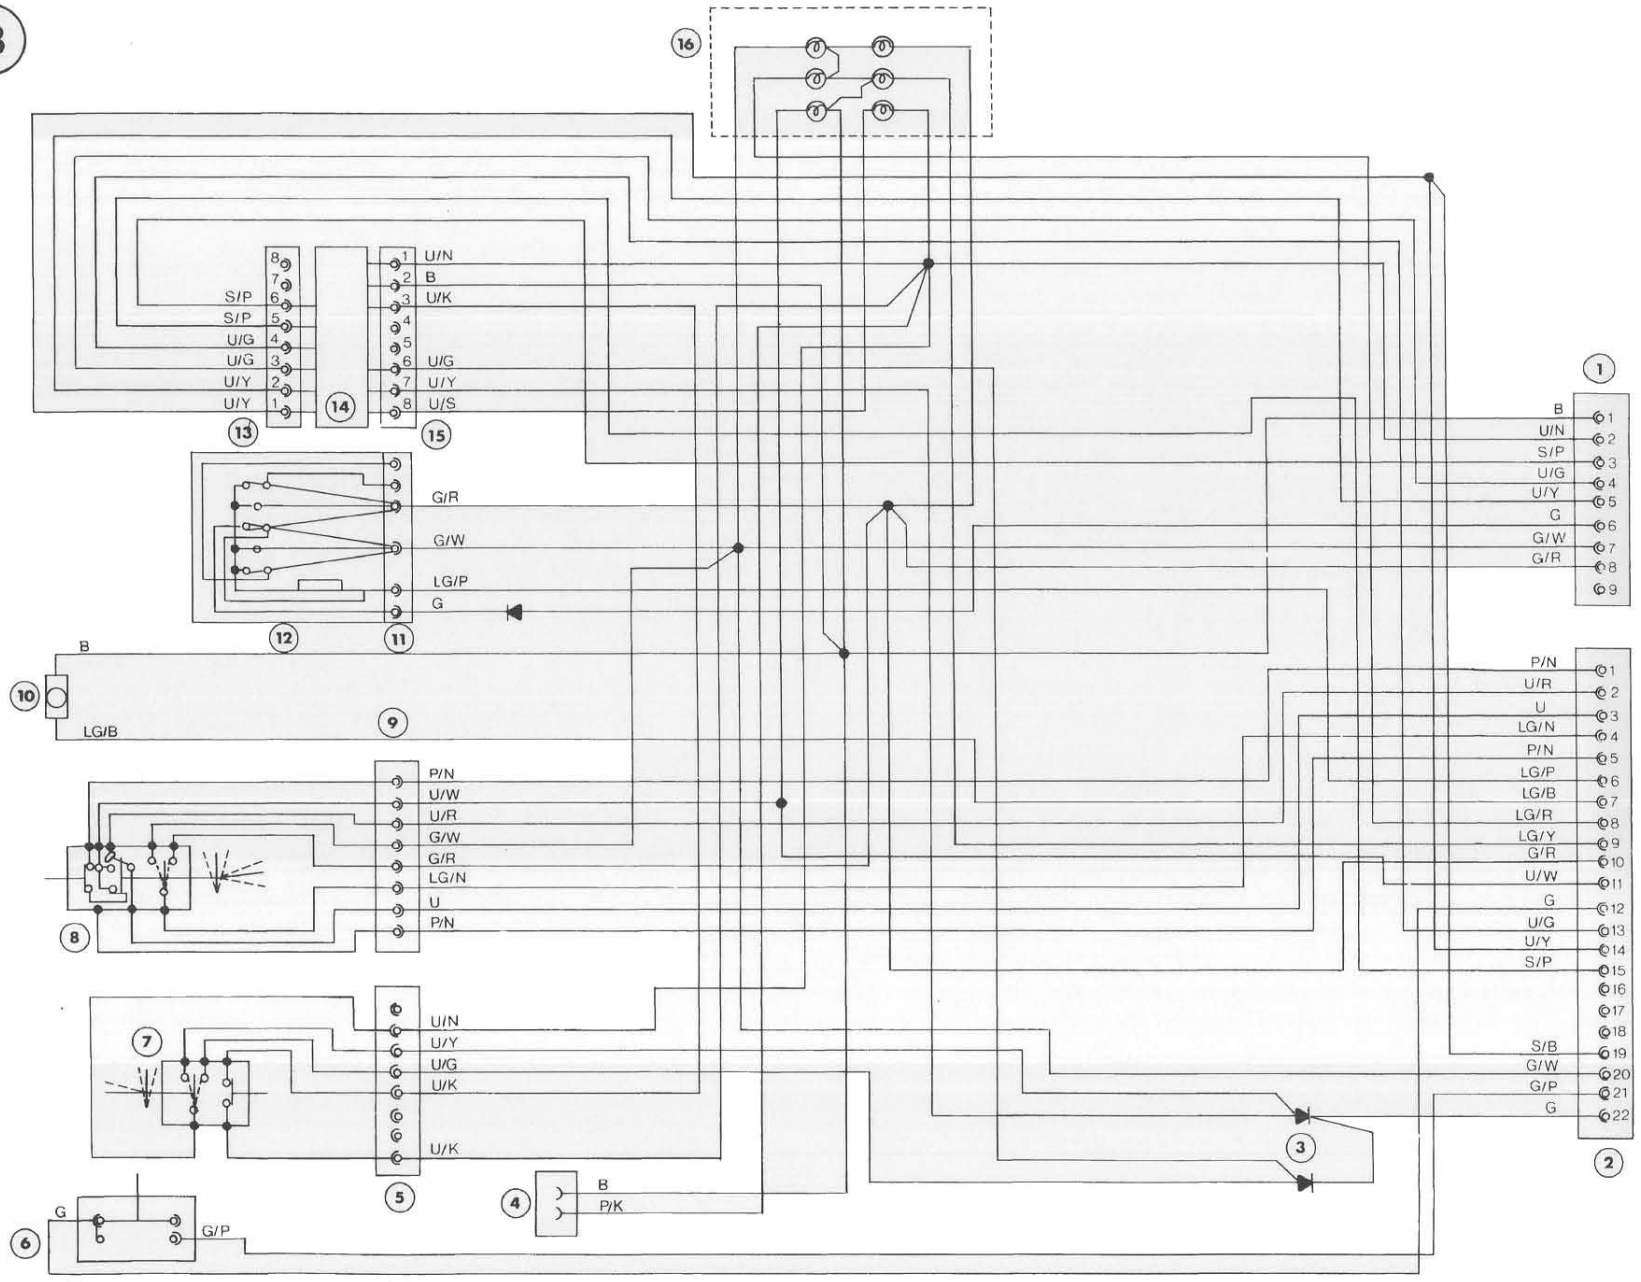 16
8
7
S/P 6
S/P 5
U/G 4
U/G 3
U/Y 2
U/Y 1
13
14
1 U/N
2 B
3 U/K
4
5
6 U/G
7 U/Y
8 U/S
15
G/R
G/W
LG/P
G
12
11
B
10
LG/B
9
P/N
U/W
U/R
G/W
G/R
LG/N
U
P/N
8
7
U/N
U/Y
U/G
U/K
U/K
5
G
G/P
6
4
B
P/K
3
1
B 1
U/N 2
S/P 3
U/G 4
U/Y 5
G 6
G/W 7
G/R 8
9
P/N 1
U/R 2
U 3
LG/N 4
P/N 5
LG/P 6
LG/B 7
LG/R 8
LG/Y 9
G/R 10
U/W 11
G 12
U/G 13
U/Y 14
S/P 15
16
17
18
S/B 19
G/W 20
G/P 21
G 22
2